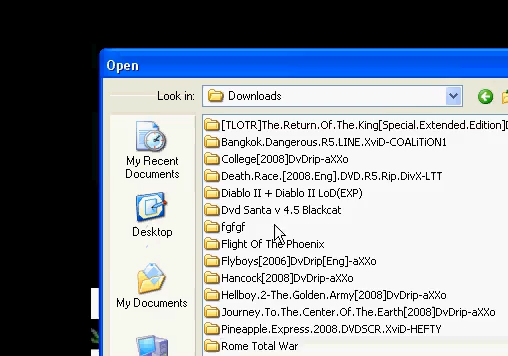 Open
Look in: Downloads
[TLOTR]The.Return.Of.The.King[Special.Extended.Edition]
Bangkok.Dangerous.R5.LINE.XviD-COALiTiON1
College[2008]DvDrip-aXXo
Death.Race.[2008.Eng].DVD.R5.Rip.DivX-LTT
Diablo II + Diablo II LoD(EXP)
Dvd Santa v 4.5 Blackcat
fgfgf
Flight Of The Phoenix
Flyboys[2006]DvDrip[Eng]-aXXo
Hancock[2008]DvDrip-aXXo
Hellboy.2-The.Golden.Army[2008]DvDrip-aXXo
Journey.To.The.Center.Of.The.Earth[2008]DvDrip-aXXo
Pineapple.Express.2008.DVDSCR.XviD-HEFTY
Rome Total War
My Recent
Documents
Desktop
My Documents